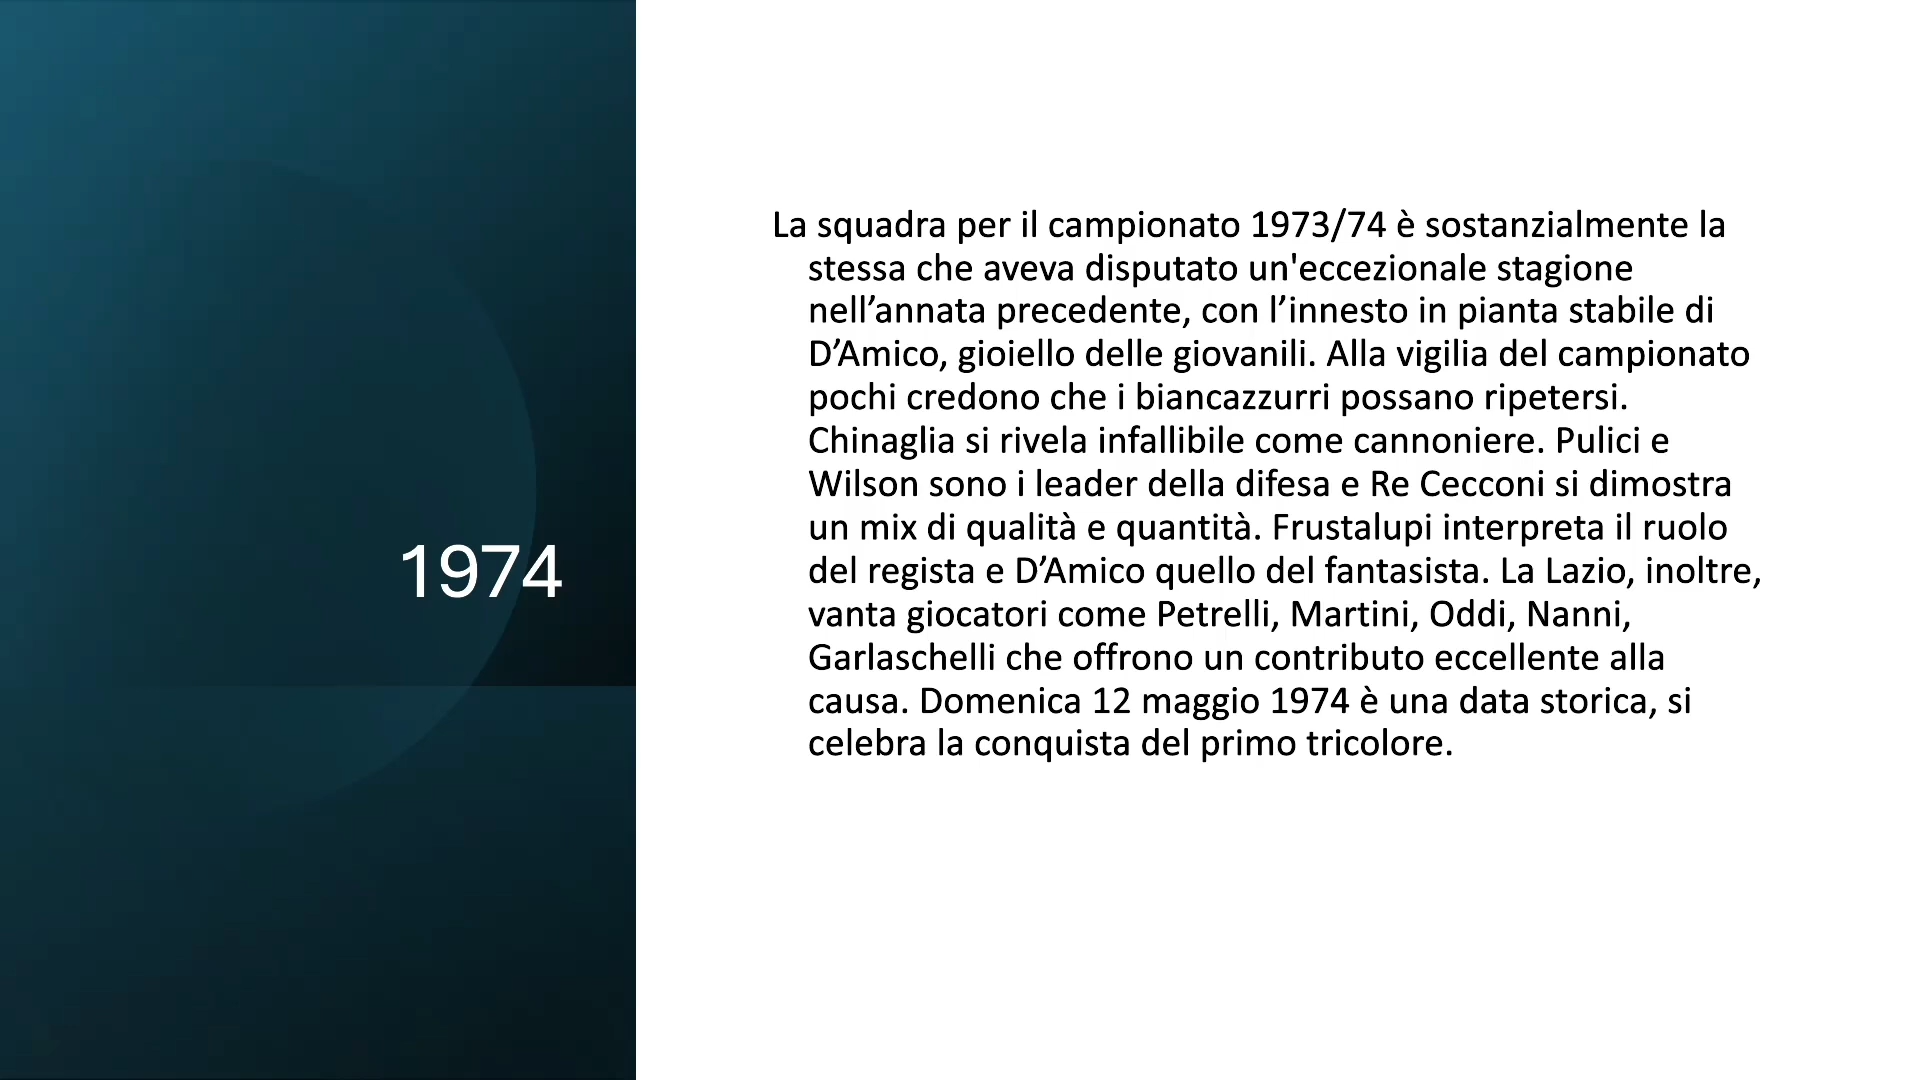 1974
La squadra per il campionato 1973/74 è sostanzialmente la
stessa che aveva disputato un'eccezionale stagione
nell’annata precedente, con l’innesto in pianta stabile di
D’Amico, gioiello delle giovanili. Alla vigilia del campionato
pochi credono che i biancazzurri possano ripetersi.
Chinaglia si rivela infallibile come cannoniere. Pulici e
Wilson sono i leader della difesa e Re Cecconi si dimostra
un mix di qualità e quantità. Frustalupi interpreta il ruolo
del regista e D’Amico quello del fantasista. La Lazio, inoltre,
vanta giocatori come Petrelli, Martini, Oddi, Nanni,
Garlaschelli che offrono un contributo eccellente alla
causa. Domenica 12 maggio 1974 è una data storica, si
celebra la conquista del primo tricolore.